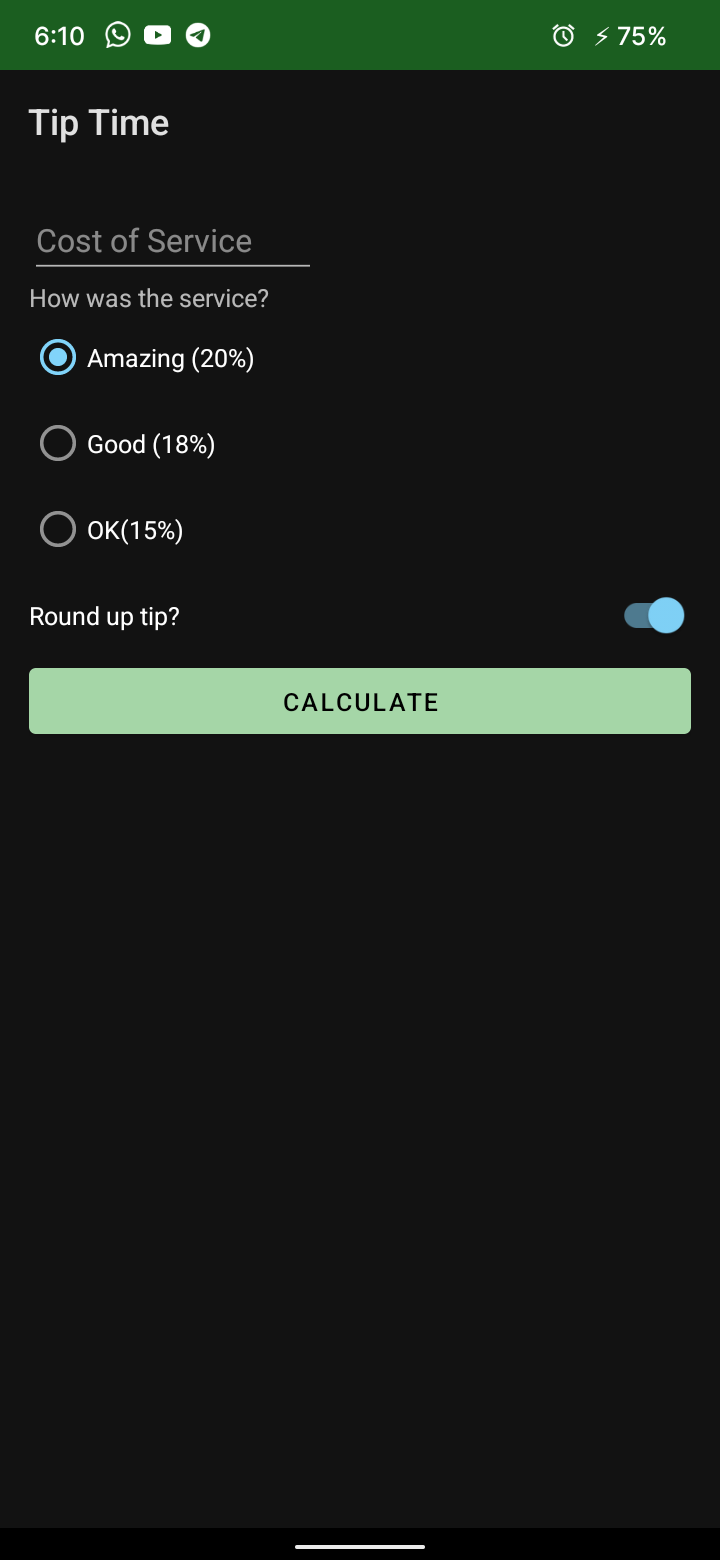 6:10 75%
Tip Time
Cost of Service
How was the service?
Amazing (20%)
Good (18%)
OK(15%)
Round up tip?
CALCULATE